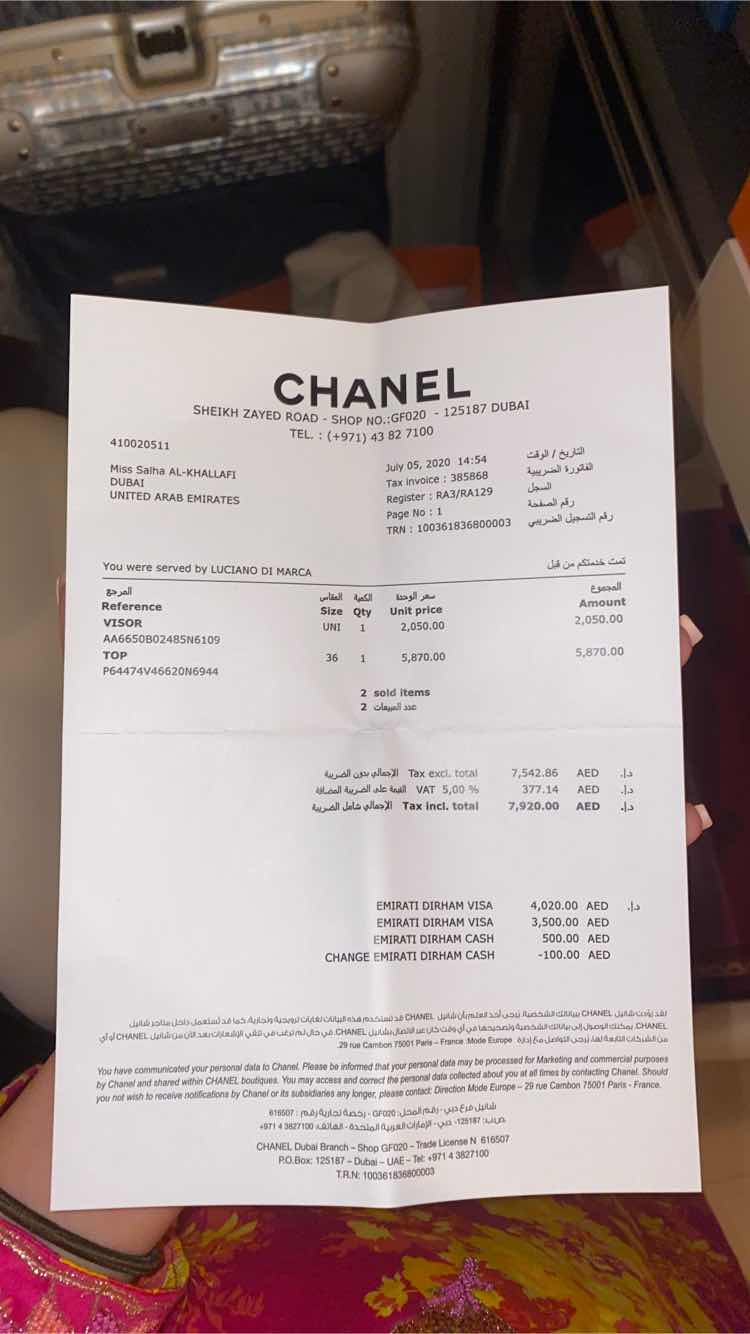 CHANEL
SHEIKH ZAYED ROAD - SHOP NO.:GF020 - 125187 DUBAI
TEL. : (+971) 43 82 7100
410020511
Miss Salha AL-KHALLAFI
DUBAI
UNITED ARAB EMIRATES
July 05, 2020 14:54 التاريخ / الوقت
Tax invoice : 385868 الفاتورة الضريبية
Register : RA3/RA129 السجل
Page No : 1 رقم الصفحة
TRN : 100361836800003 رقم التسجيل الضريبي
You were served by LUCIANO DI MARCA تمت خدمتكم من قبل
المرجع المقاس الكمية سعر الوحدة المجموع
Reference Size Qty Unit price Amount
VISOR UNI 1 2,050.00 2,050.00
AA6650B02485N6109
TOP 36 1 5,870.00 5,870.00
P64474V46620N6944
2 sold items
2 عدد المبيعات
الإجمالي بدون الضريبة Tax excl. total 7,542.86 AED د.إ.
القيمة على الضريبة المضافة VAT 5,00 % 377.14 AED د.إ.
الإجمالي شامل الضريبة Tax incl. total 7,920.00 AED د.إ.
EMIRATI DIRHAM VISA 4,020.00 AED د.إ.
EMIRATI DIRHAM VISA 3,500.00 AED
EMIRATI DIRHAM CASH 500.00 AED
CHANGE EMIRATI DIRHAM CASH -100.00 AED
لقد زوّدت شانيل CHANEL ببياناتك الشخصية. يُرجى أخذ العلم بأن شانيل CHANEL قد تستخدم هذه البيانات لغايات ترويجية وتجارية، كما قد تُستعمل داخل متاجر شانيل
CHANEL. يمكنك الوصول إلى بياناتك الشخصية وتصحيحها في أي وقت كان عبر الاتصال بشانيل CHANEL. في حال لم ترغب في تلقي الإشعارات بعد الآن من شانيل CHANEL أو أي
من الشركات التابعة لها، يُرجى التواصل مع إدارة Mode Europe: 29 rue Cambon 75001 Paris – France.
You have communicated your personal data to Chanel. Please be informed that your personal data may be processed for Marketing and commercial purposes
by Chanel and shared within CHANEL boutiques. You may access and correct the personal data collected about you at all times by contacting Chanel. Should
you not wish to receive notifications by Chanel or its subsidiaries any longer, please contact: Direction Mode Europe – 29 rue Cambon 75001 Paris - France.
شانيل فرع دبي - رقم المحل: GF020 - رخصة تجارية رقم: 616507
ص.ب: 125187- دبي - الإمارات العربية المتحدة - الهاتف: 3827100 4 971+
CHANEL Dubai Branch – Shop GF020 – Trade License N 616507
P.O.Box: 125187 – Dubai – UAE – Tel: +971 4 3827100
T.R.N: 100361836800003